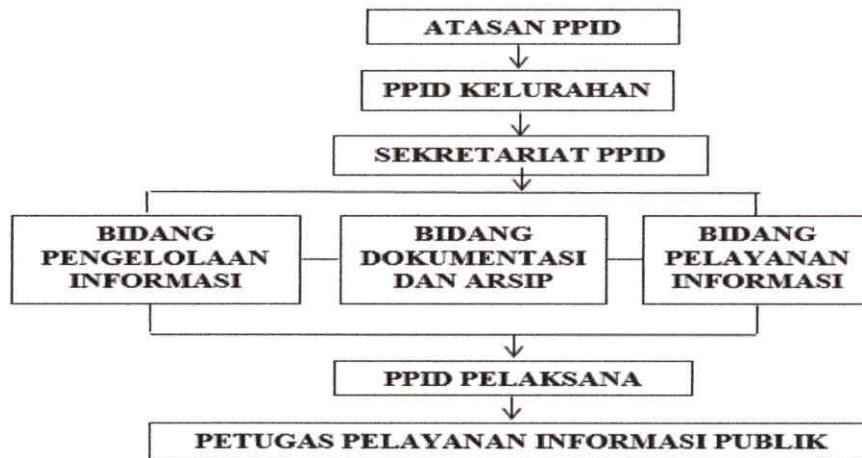 ATASAN PPID
PPID KELURAHAN
SEKRETARIAT PPID
BIDANG
PENGELOLAAN
INFORMASI
BIDANG
DOKUMENTASI
DAN ARSIP
BIDANG
PELAYANAN
INFORMASI
PPID PELAKSANA
PETUGAS PELAYANAN INFORMASI PUBLIK